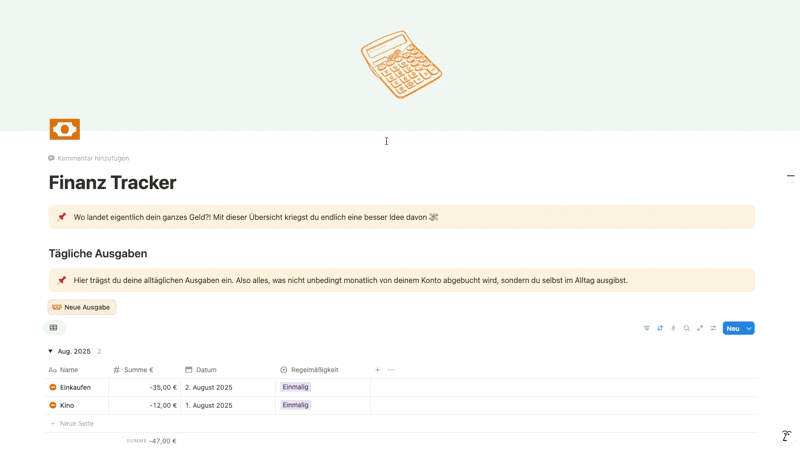 Kommentar hinzufügen
Finanz Tracker
Wo landet eigentlich dein ganzes Geld?! Mit dieser Übersicht kriegst du endlich eine besser Idee davon 💸
Tägliche Ausgaben
Hier trägst du deine alltäglichen Ausgaben ein. Also alles, was nicht unbedingt monatlich von deinem Konto abgebucht wird, sondern du selbst im Alltag ausgibst.
Neue Ausgabe
Neu
Aug. 2025 2
Aa Name # Summe € Datum Regelmäßigkeit + ...
Einkaufen -35,00 € 2. August 2025 Einmalig
Kino -12,00 € 1. August 2025 Einmalig
+ Neue Seite
SUMME -47,00 €